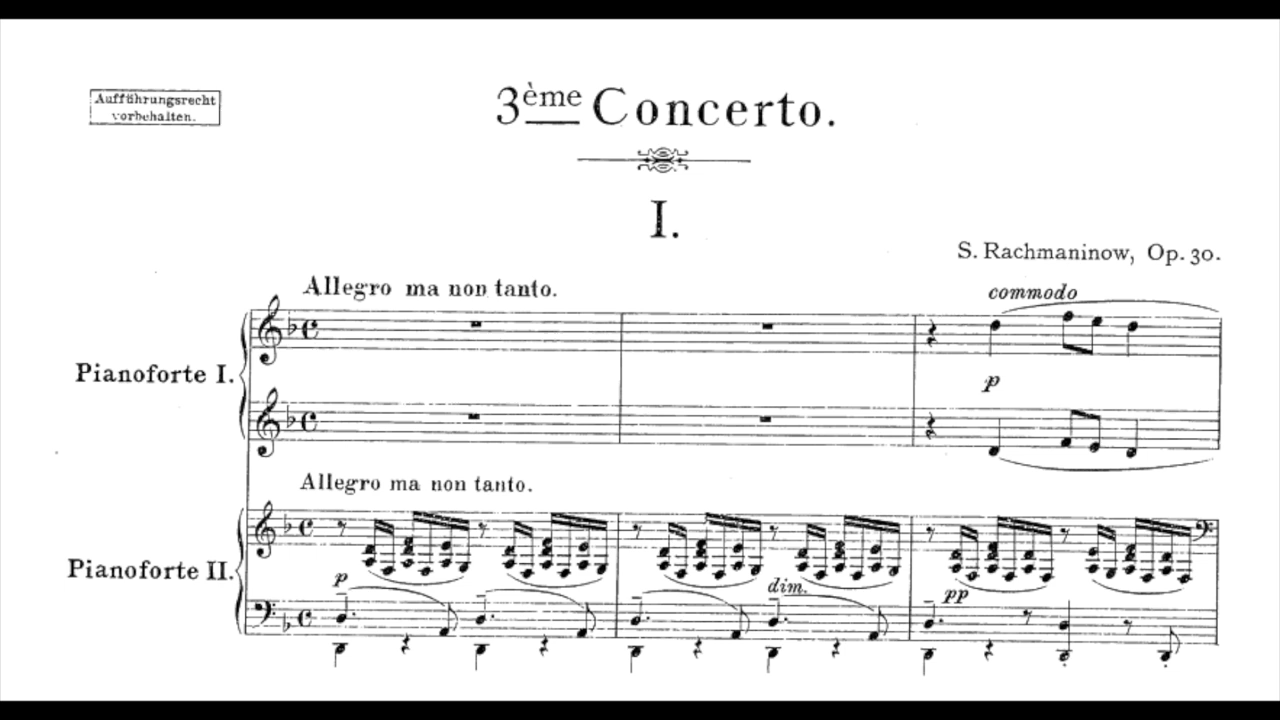 Aufführungsrecht
vorbehalten.
3ème Concerto.
I.
S. Rachmaninow, Op. 30.
Allegro ma non tanto.
commodo
Pianoforte I.
p
Allegro ma non tanto.
Pianoforte II.
p
dim.
pp